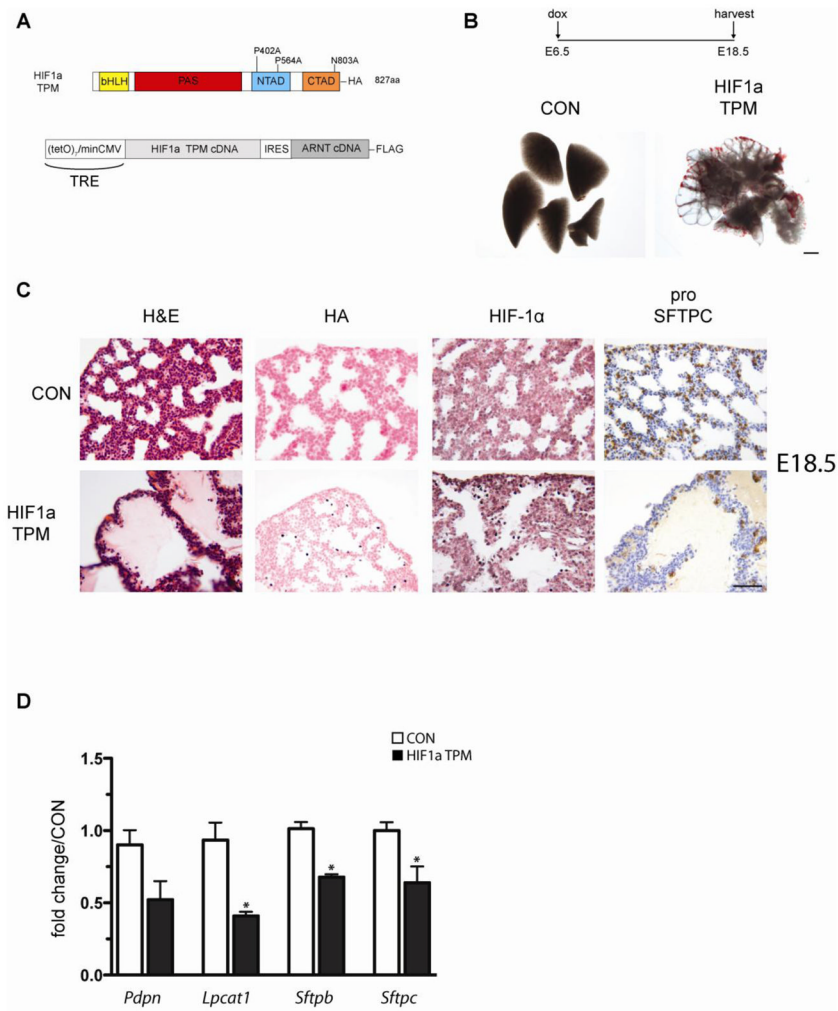 A
P402A
P564A
N803A
HIF1a
TPM
bHLH PAS NTAD CTAD –HA 827aa
(tetO)7/minCMV HIF1a TPM cDNA IRES ARNT cDNA –FLAG
TRE
B
dox harvest
E6.5 E18.5
CON
HIF1a
TPM
C
H&E HA HIF-1α pro
SFTPC
CON
HIF1a
TPM
E18.5
D
CON
HIF1a TPM
fold change/CON
1.5
1.0
0.5
0.0
* * *
Pdpn Lpcat1 Sftpb Sftpc